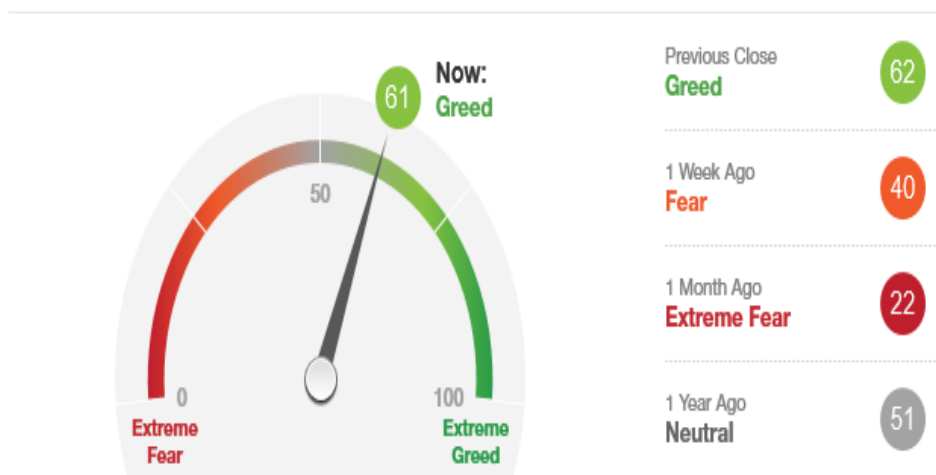 61
Now:
Greed
50
0
100
Extreme
Fear
Extreme
Greed
Previous Close
Greed
62
1 Week Ago
Fear
40
1 Month Ago
Extreme Fear
22
1 Year Ago
Neutral
51